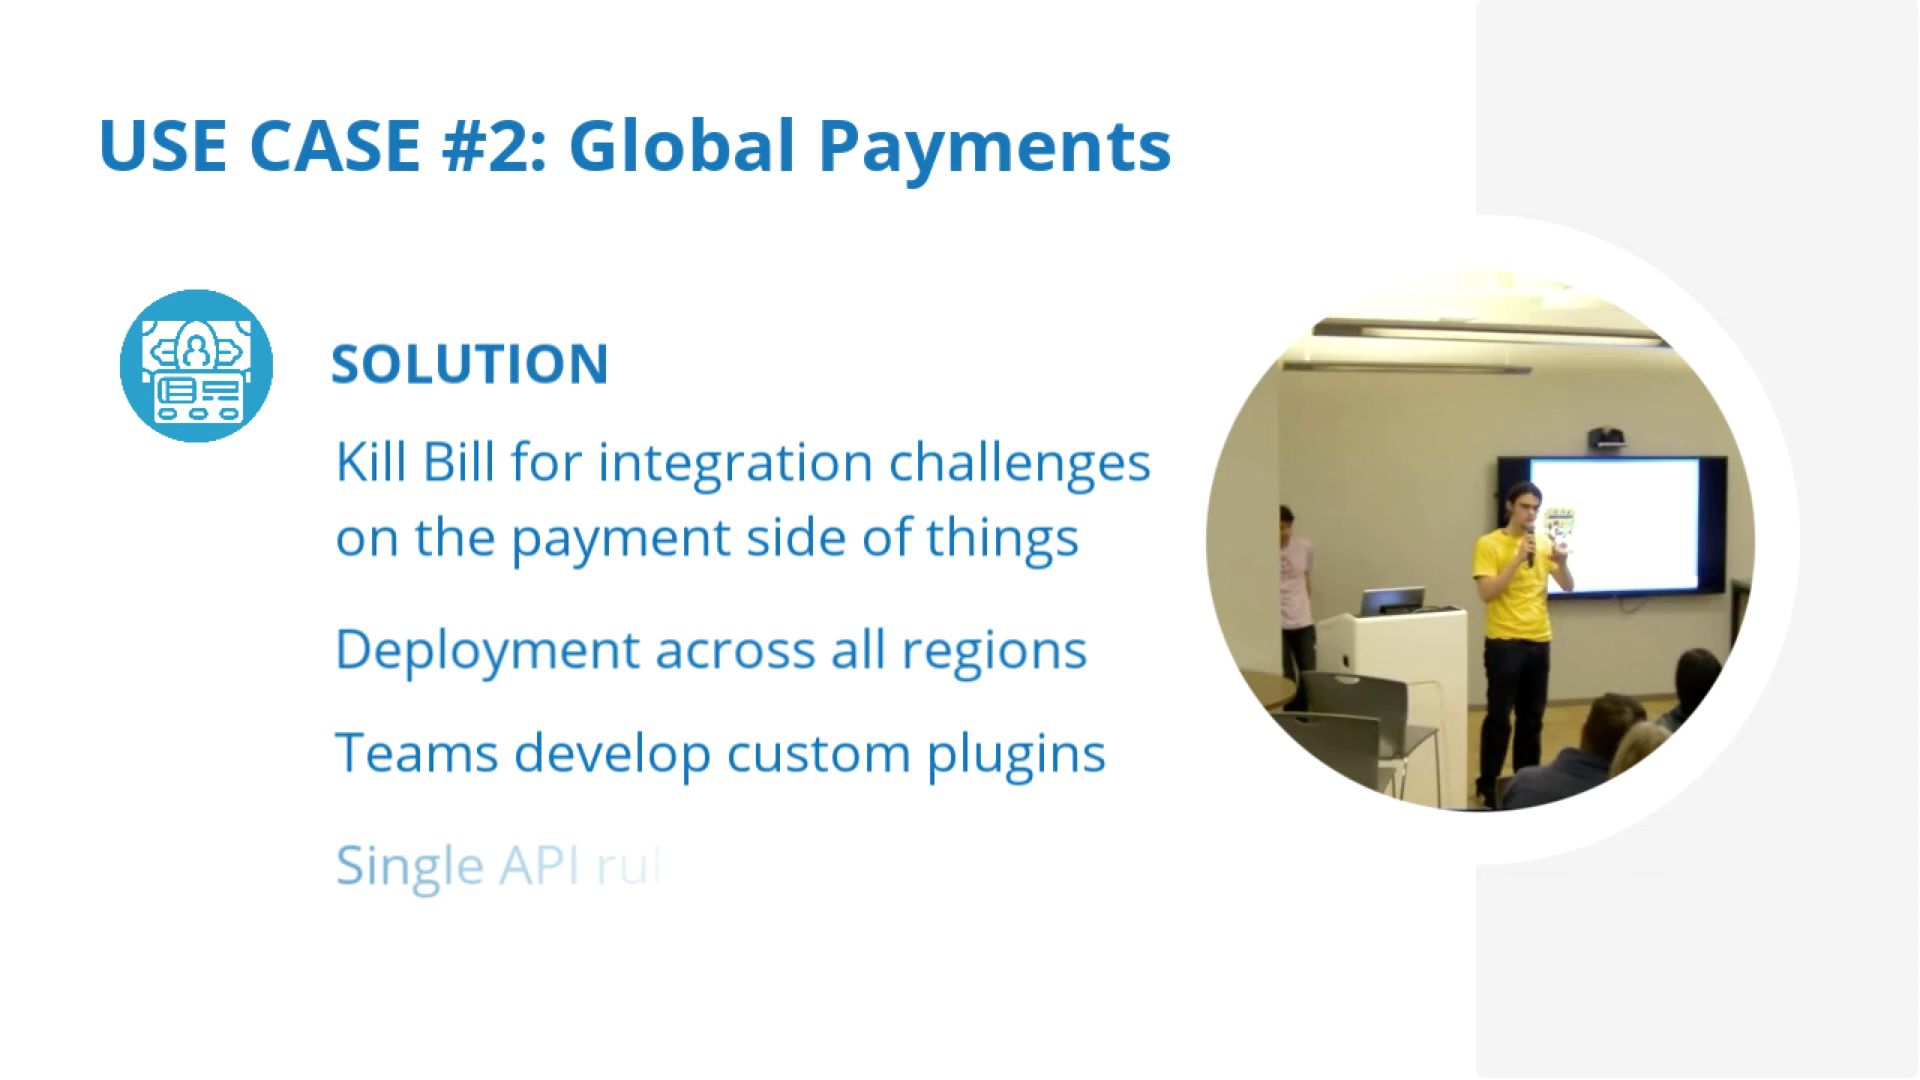 USE CASE #2: Global Payments
SOLUTION
Kill Bill for integration challenges
on the payment side of things
Deployment across all regions
Teams develop custom plugins
Single API